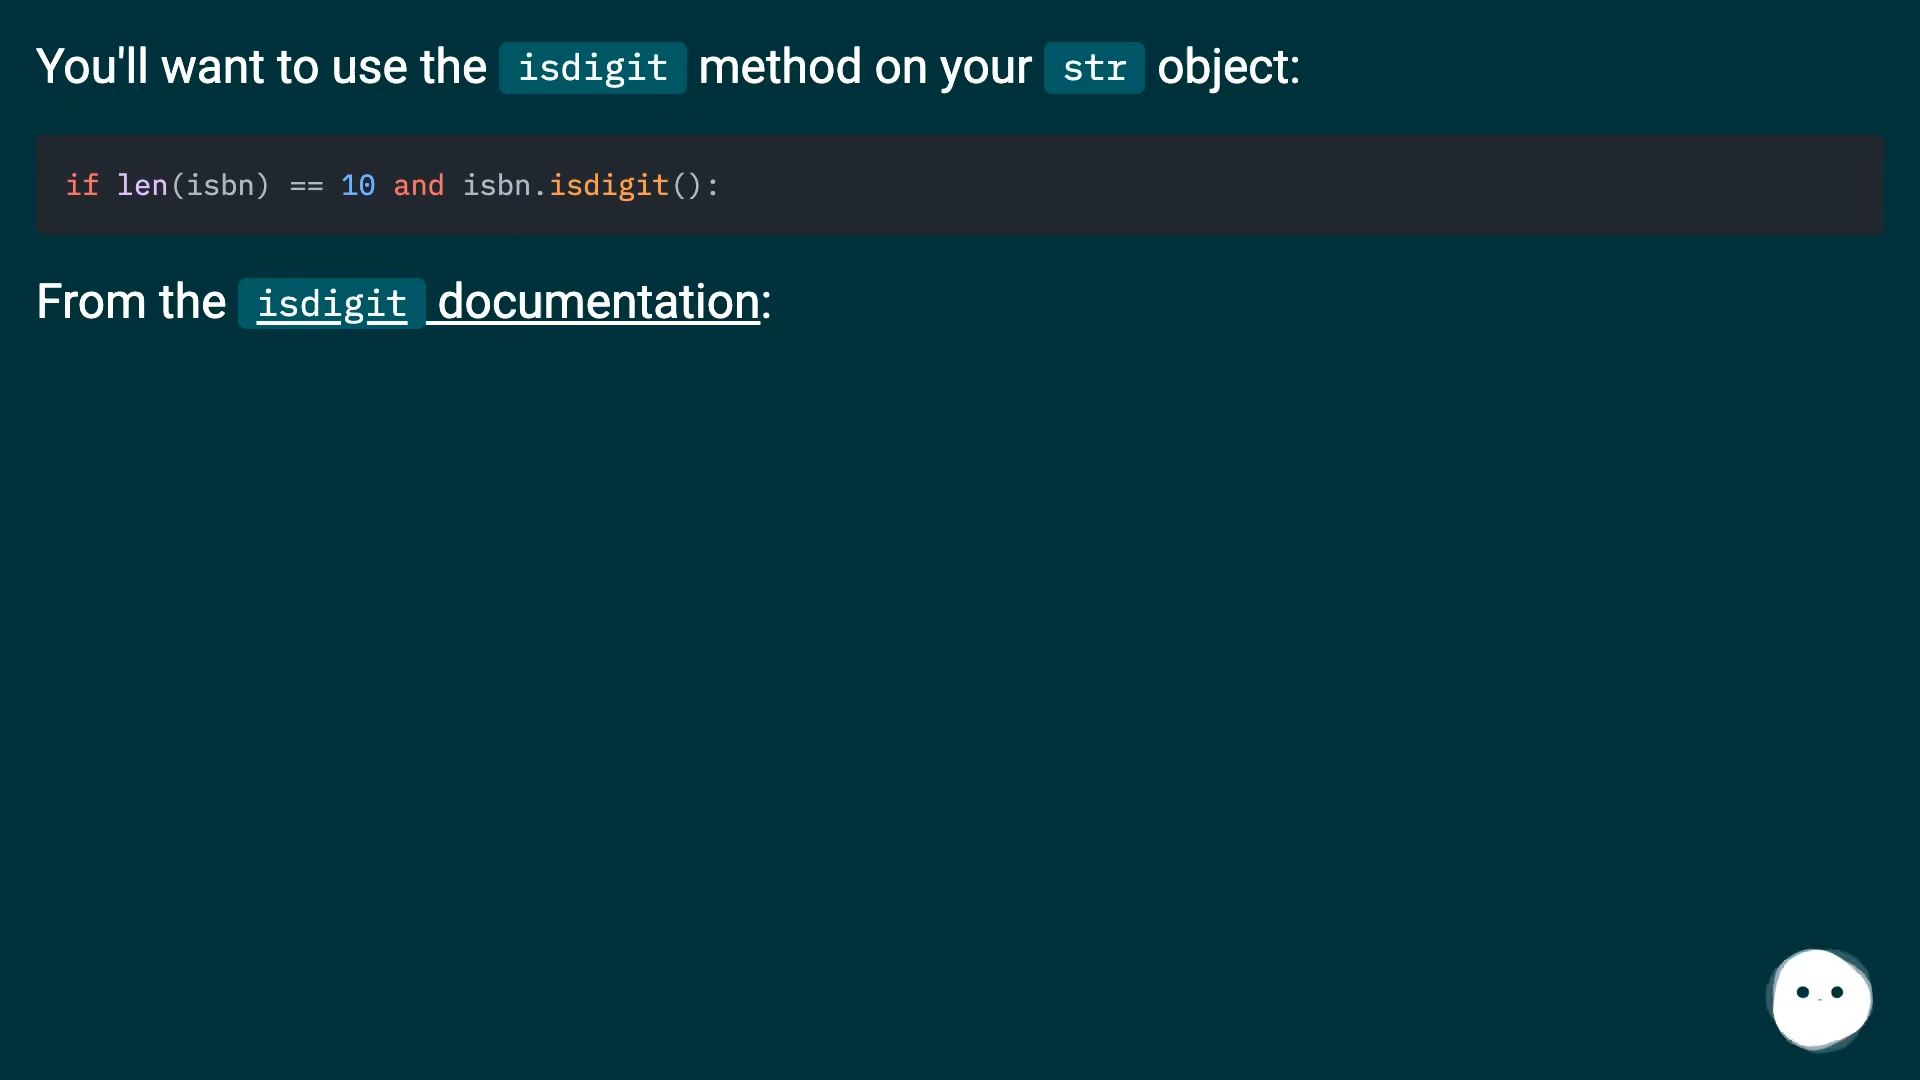 You'll want to use the isdigit method on your str object:
if len(isbn) == 10 and isbn.isdigit():
From the isdigit documentation: